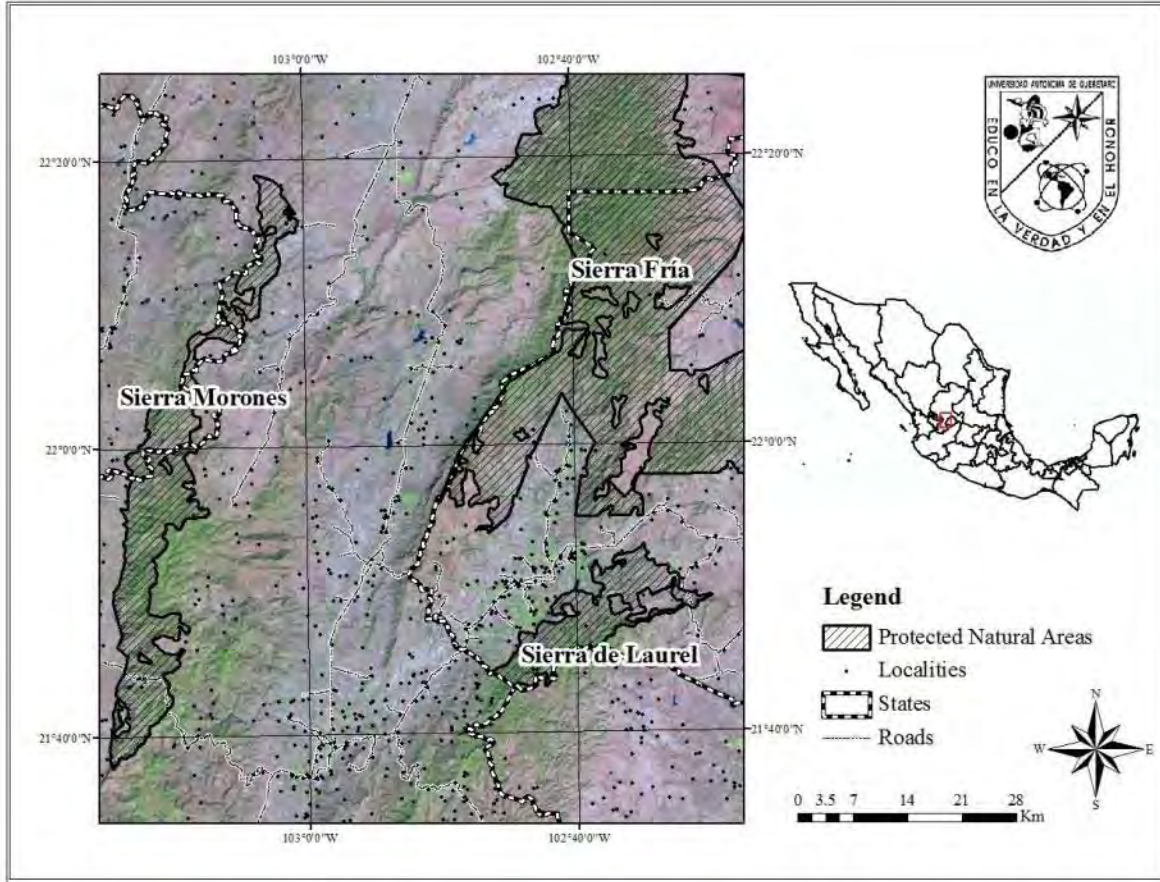 103°0'0"W
102°40'0"W
22°20'0"N
22°20'0"N
Sierra Fría
Sierra Morones
22°0'0"N
22°0'0"N
Sierra de Laurel
21°40'0"N
21°40'0"N
103°0'0"W
102°40'0"W
UNIVERSIDAD AUTONOMA DE QUERETARO
EDUCO EN LA VERDAD Y EN EL HONOR
Legend
Protected Natural Areas
Localities
States
Roads
N
W
E
S
0 3.5 7 14 21 28
Km